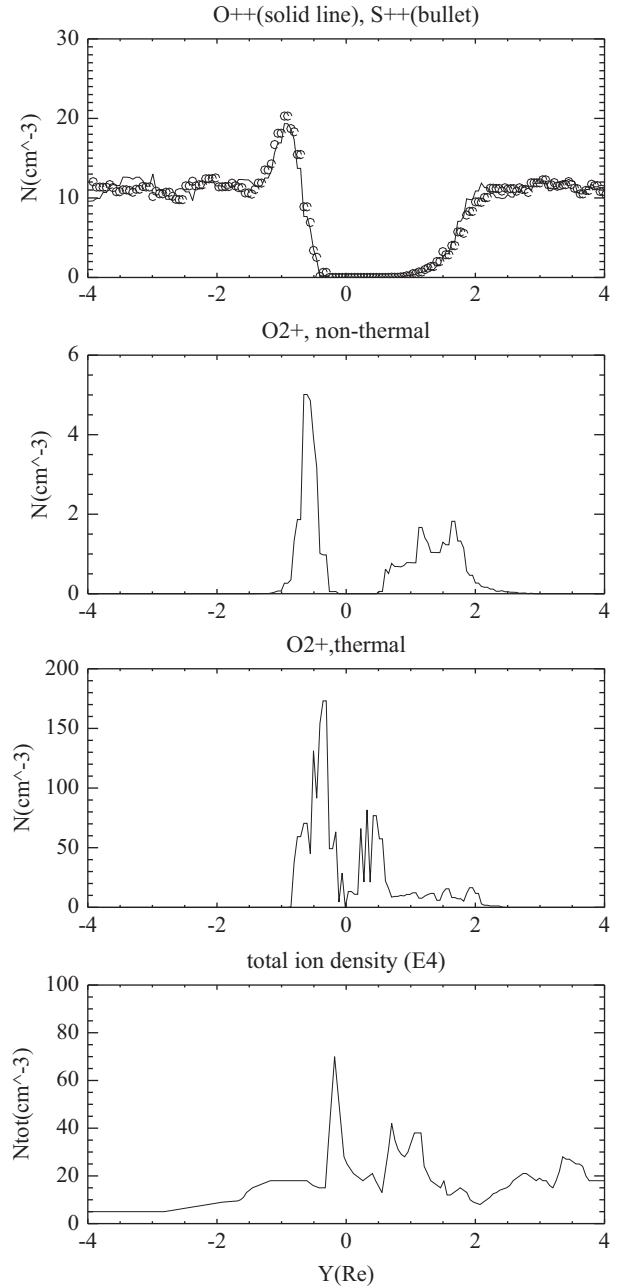 O++(solid line), S++(bullet)
30
20
10
0
N(cm^-3)
-4 -2 0 2 4
O2+, non-thermal
6
4
2
0
N(cm^-3)
-4 -2 0 2 4
O2+,thermal
200
150
100
50
0
N(cm^-3)
-4 -2 0 2 4
total ion density (E4)
100
80
60
40
20
0
Ntot(cm^-3)
-4 -2 0 2 4
Y(Re)